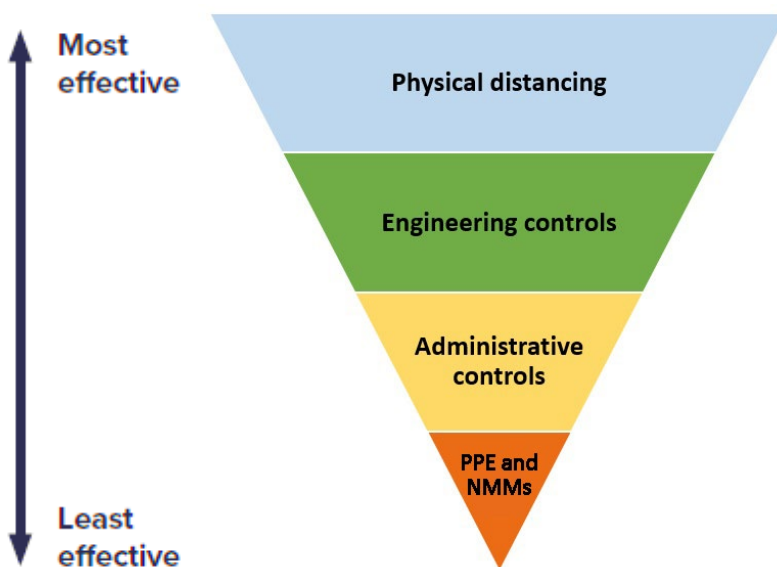 Most
effective
Physical distancing
Engineering controls
Administrative
controls
PPE and
NMMs
Least
effective